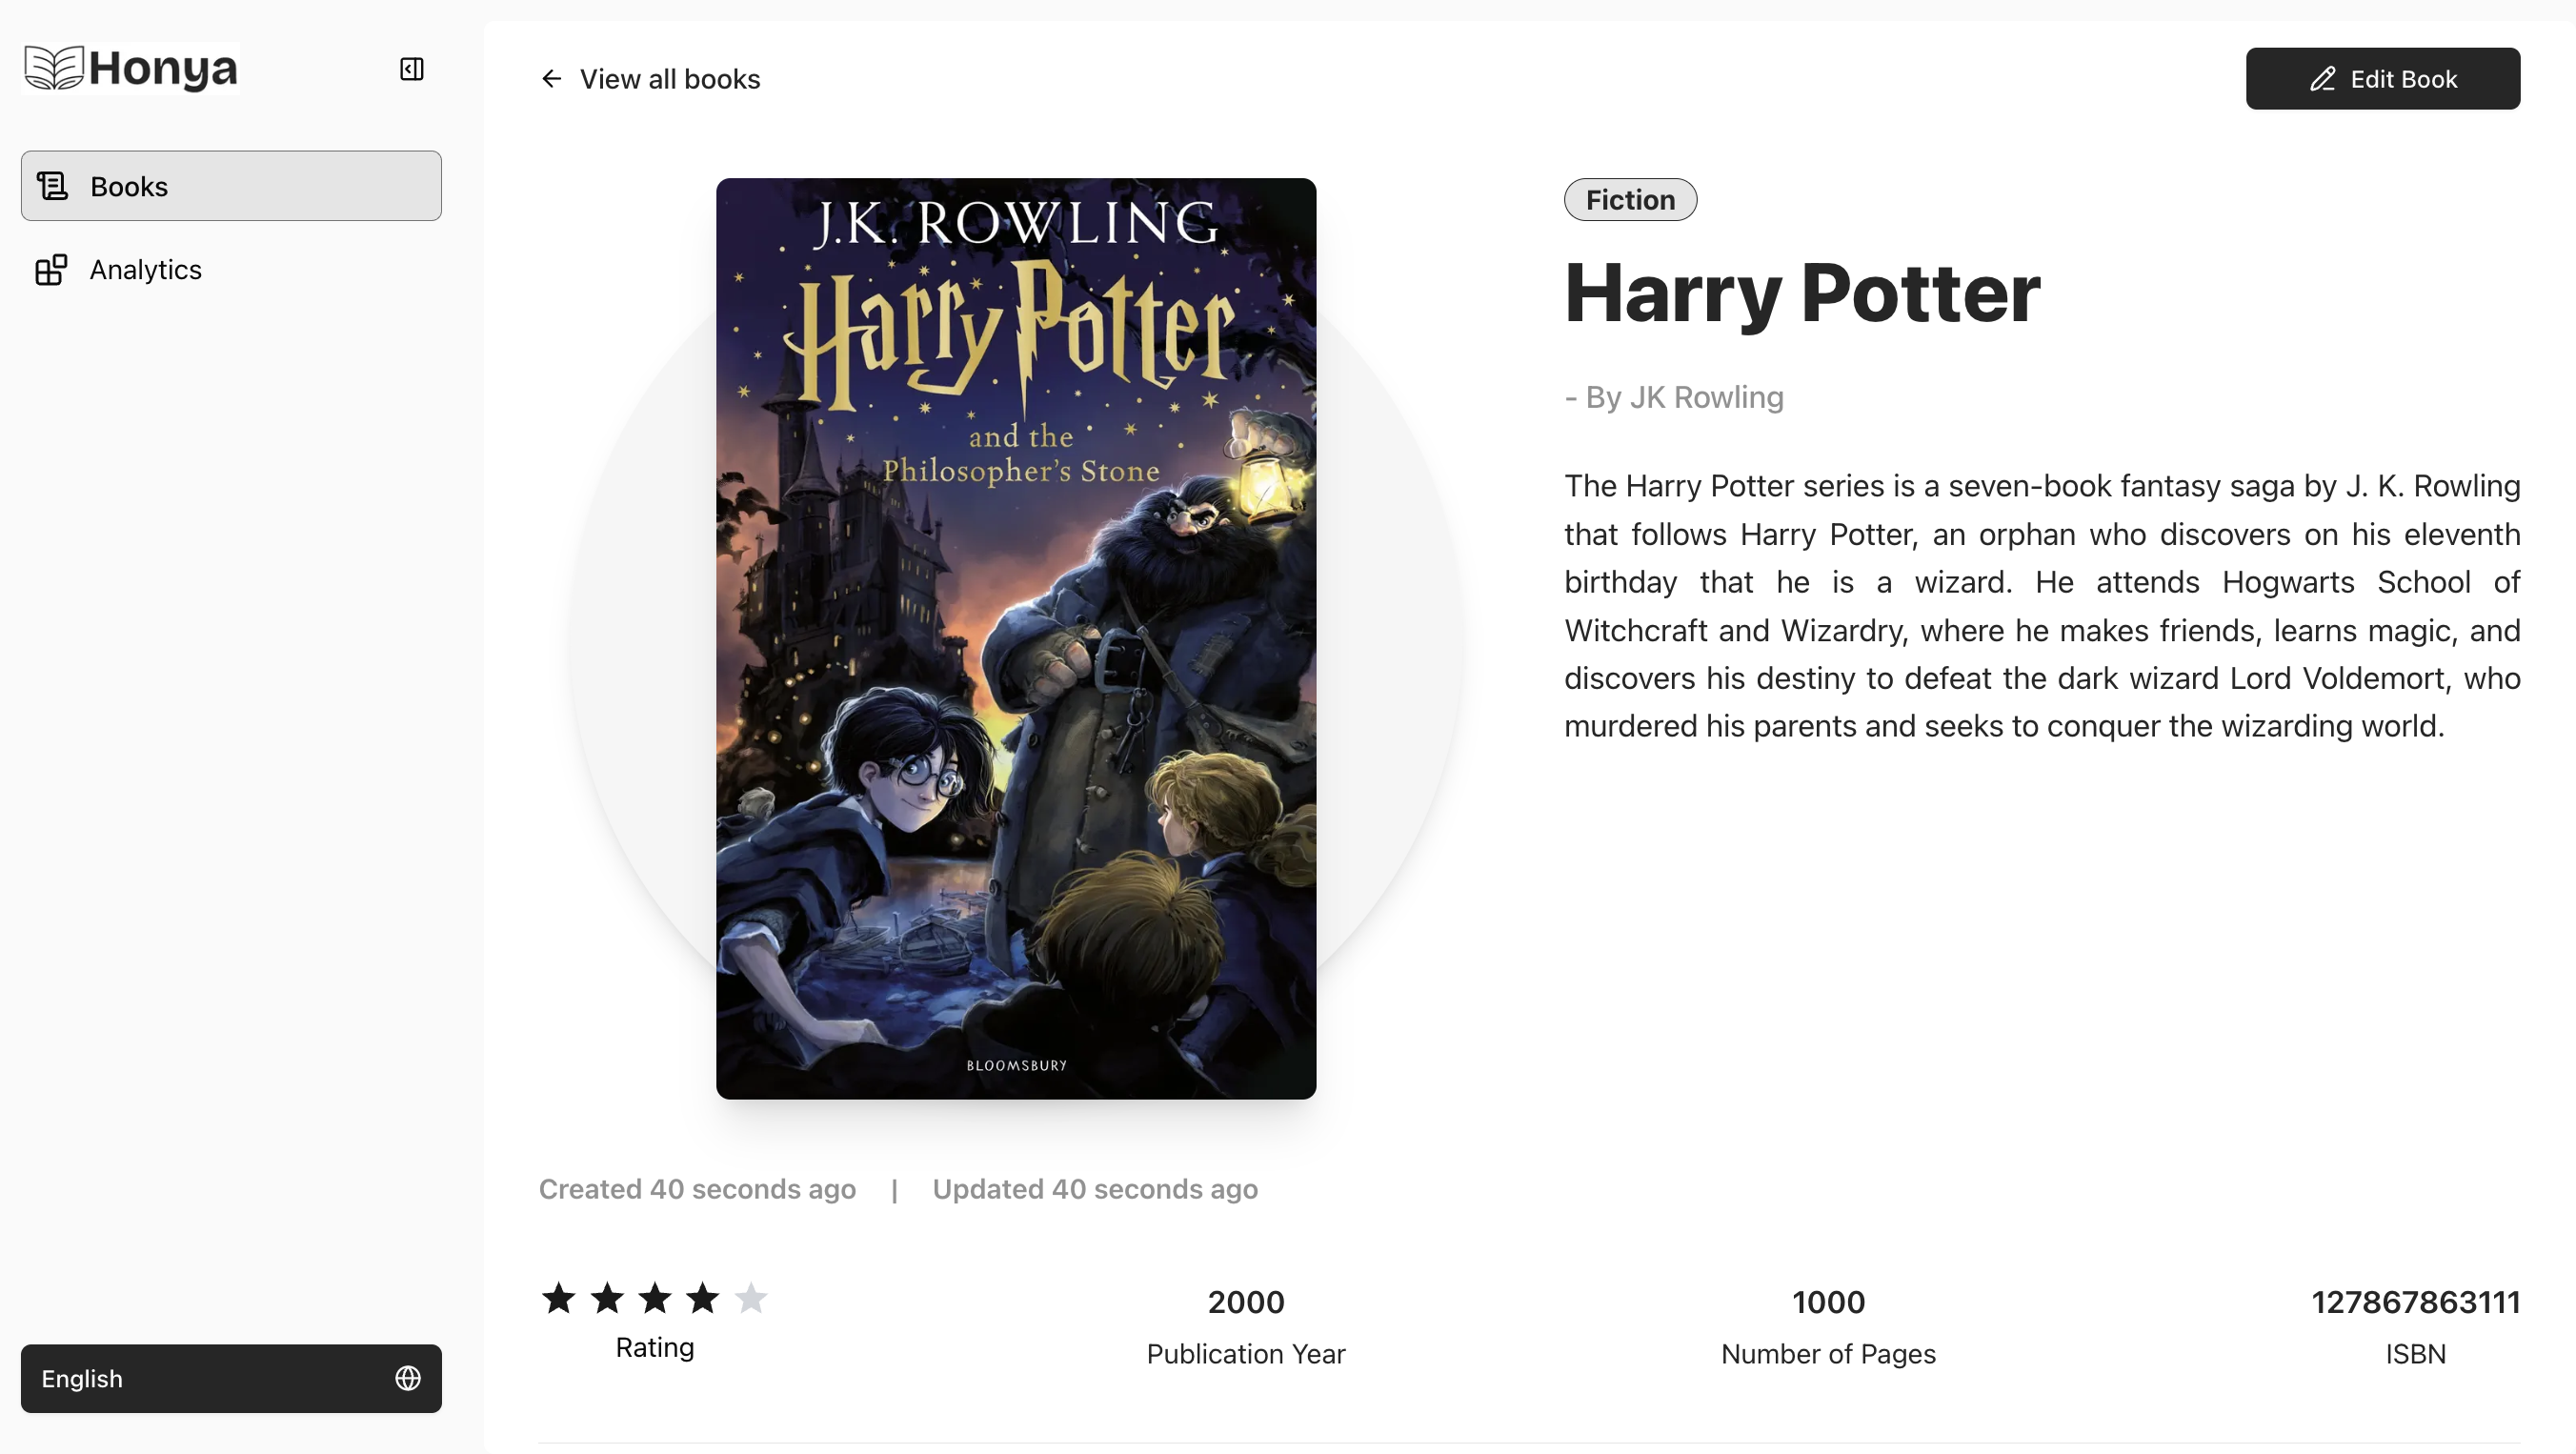 Honya
Books
Analytics
English
View all books
Edit Book
J.K. ROWLING
Harry Potter
and the
Philosopher's Stone
BLOOMSBURY
Fiction
Harry Potter
- By JK Rowling
The Harry Potter series is a seven-book fantasy saga by J. K. Rowling
that follows Harry Potter, an orphan who discovers on his eleventh
birthday that he is a wizard. He attends Hogwarts School of
Witchcraft and Wizardry, where he makes friends, learns magic, and
discovers his destiny to defeat the dark wizard Lord Voldemort, who
murdered his parents and seeks to conquer the wizarding world.
Created 40 seconds ago | Updated 40 seconds ago
Rating
2000
Publication Year
1000
Number of Pages
127867863111
ISBN